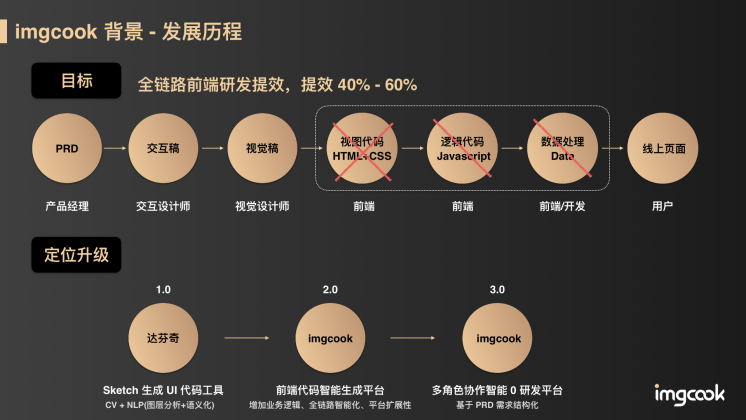 imgcook 背景 - 发展历程
目标
全链路前端研发提效，提效 40% - 60%
PRD
交互稿
视觉稿
视图代码
HTML+CSS
逻辑代码
Javascript
数据处理
Data
线上页面
产品经理
交互设计师
视觉设计师
前端
前端
前端/开发
用户
定位升级
1.0
2.0
3.0
达芬奇
imgcook
imgcook
Sketch 生成 UI 代码工具
前端代码智能生成平台
多角色协作智能 0 研发平台
CV + NLP(图层分析+语义化)
增加业务逻辑、全链路智能化、平台扩展性
基于 PRD 需求结构化
imgcook